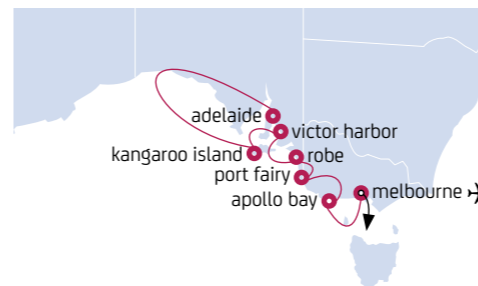 adelaide
victor harbor
kangaroo island
robe
port fairy
melbourne
apollo bay